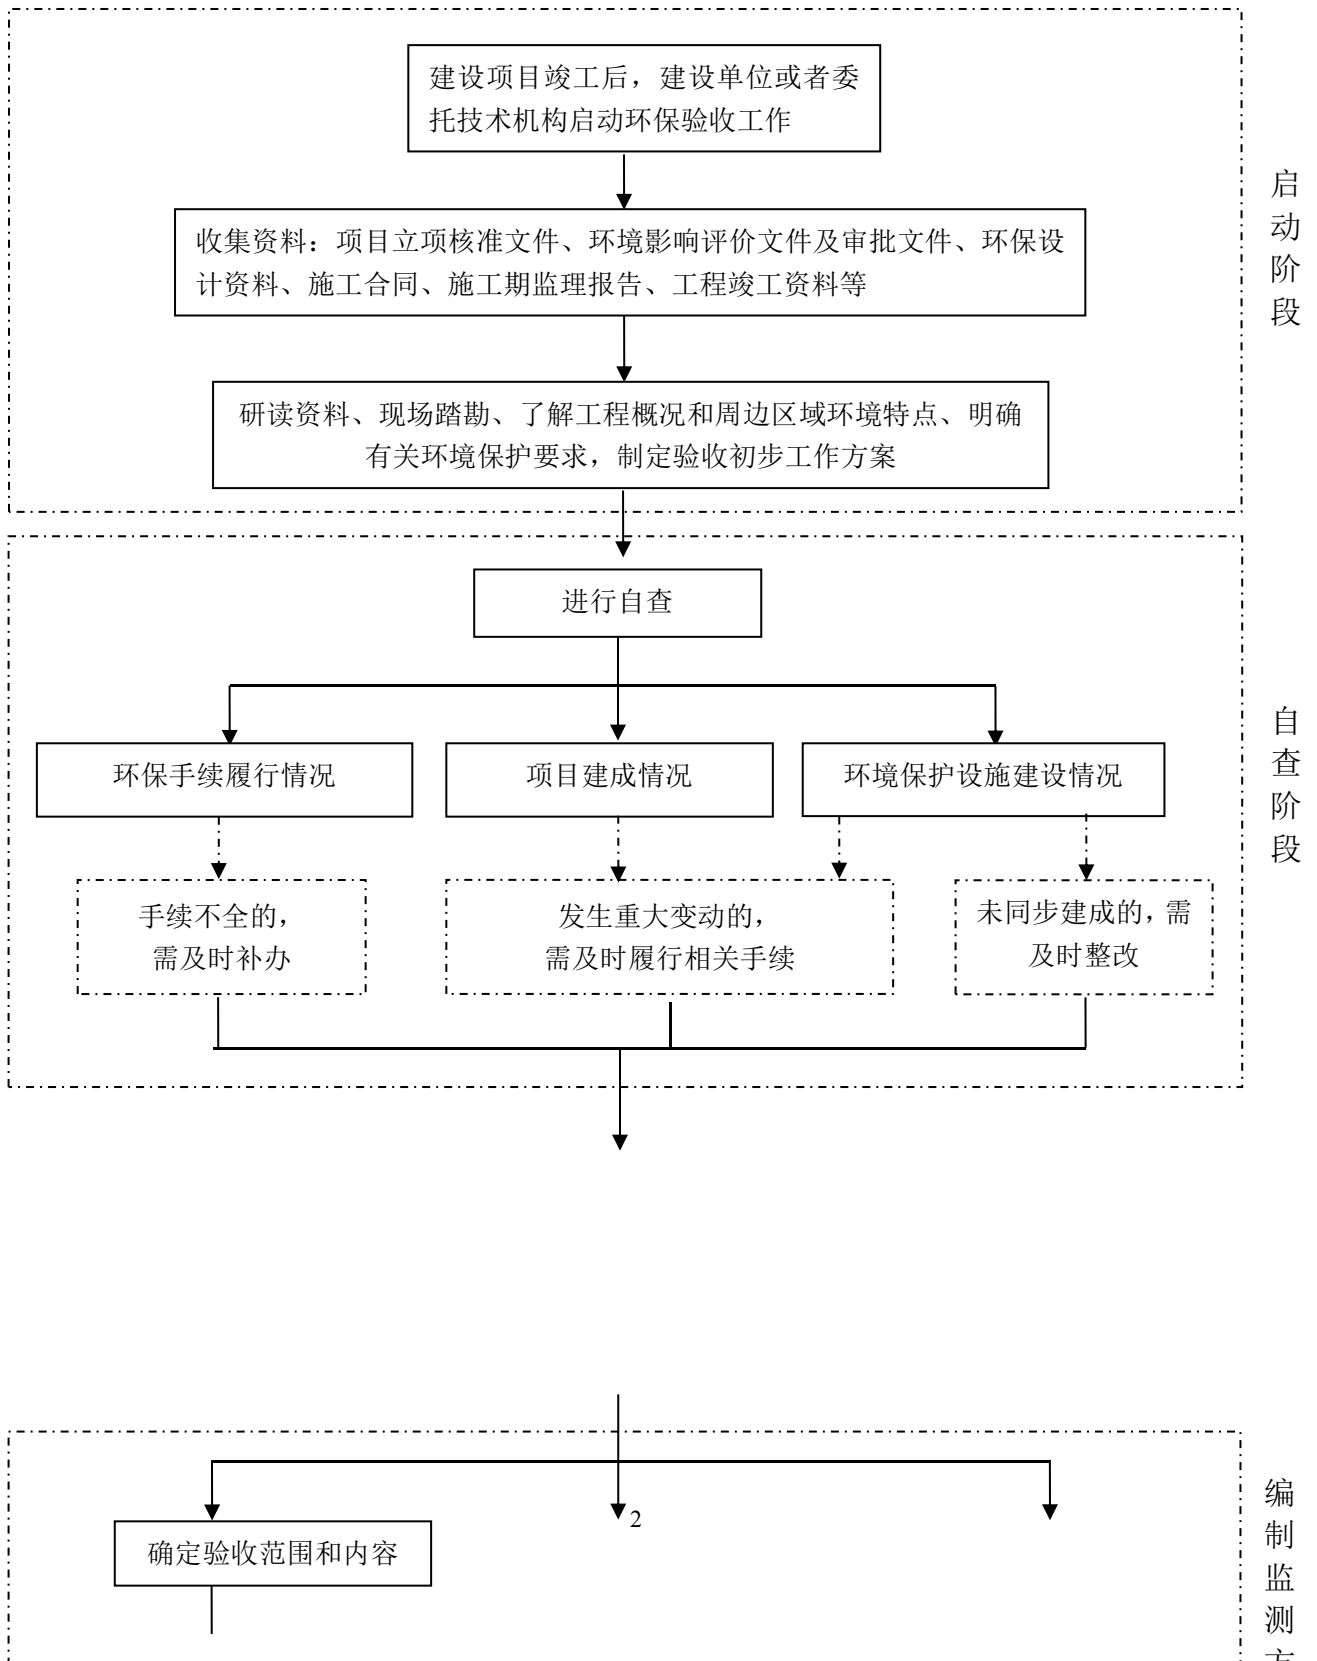 建设项目竣工后，建设单位或者委
托技术机构启动环保验收工作
收集资料：项目立项核准文件、环境影响评价文件及审批文件、环保设
计资料、施工合同、施工期监理报告、工程竣工资料等
研读资料、现场踏勘、了解工程概况和周边区域环境特点、明确
有关环境保护要求，制定验收初步工作方案
启动阶段
进行自查
环保手续履行情况
项目建成情况
环境保护设施建设情况
手续不全的，
需及时补办
发生重大变动的，
需及时履行相关手续
未同步建成的，需
及时整改
自查阶段
2
确定验收范围和内容
编制监测